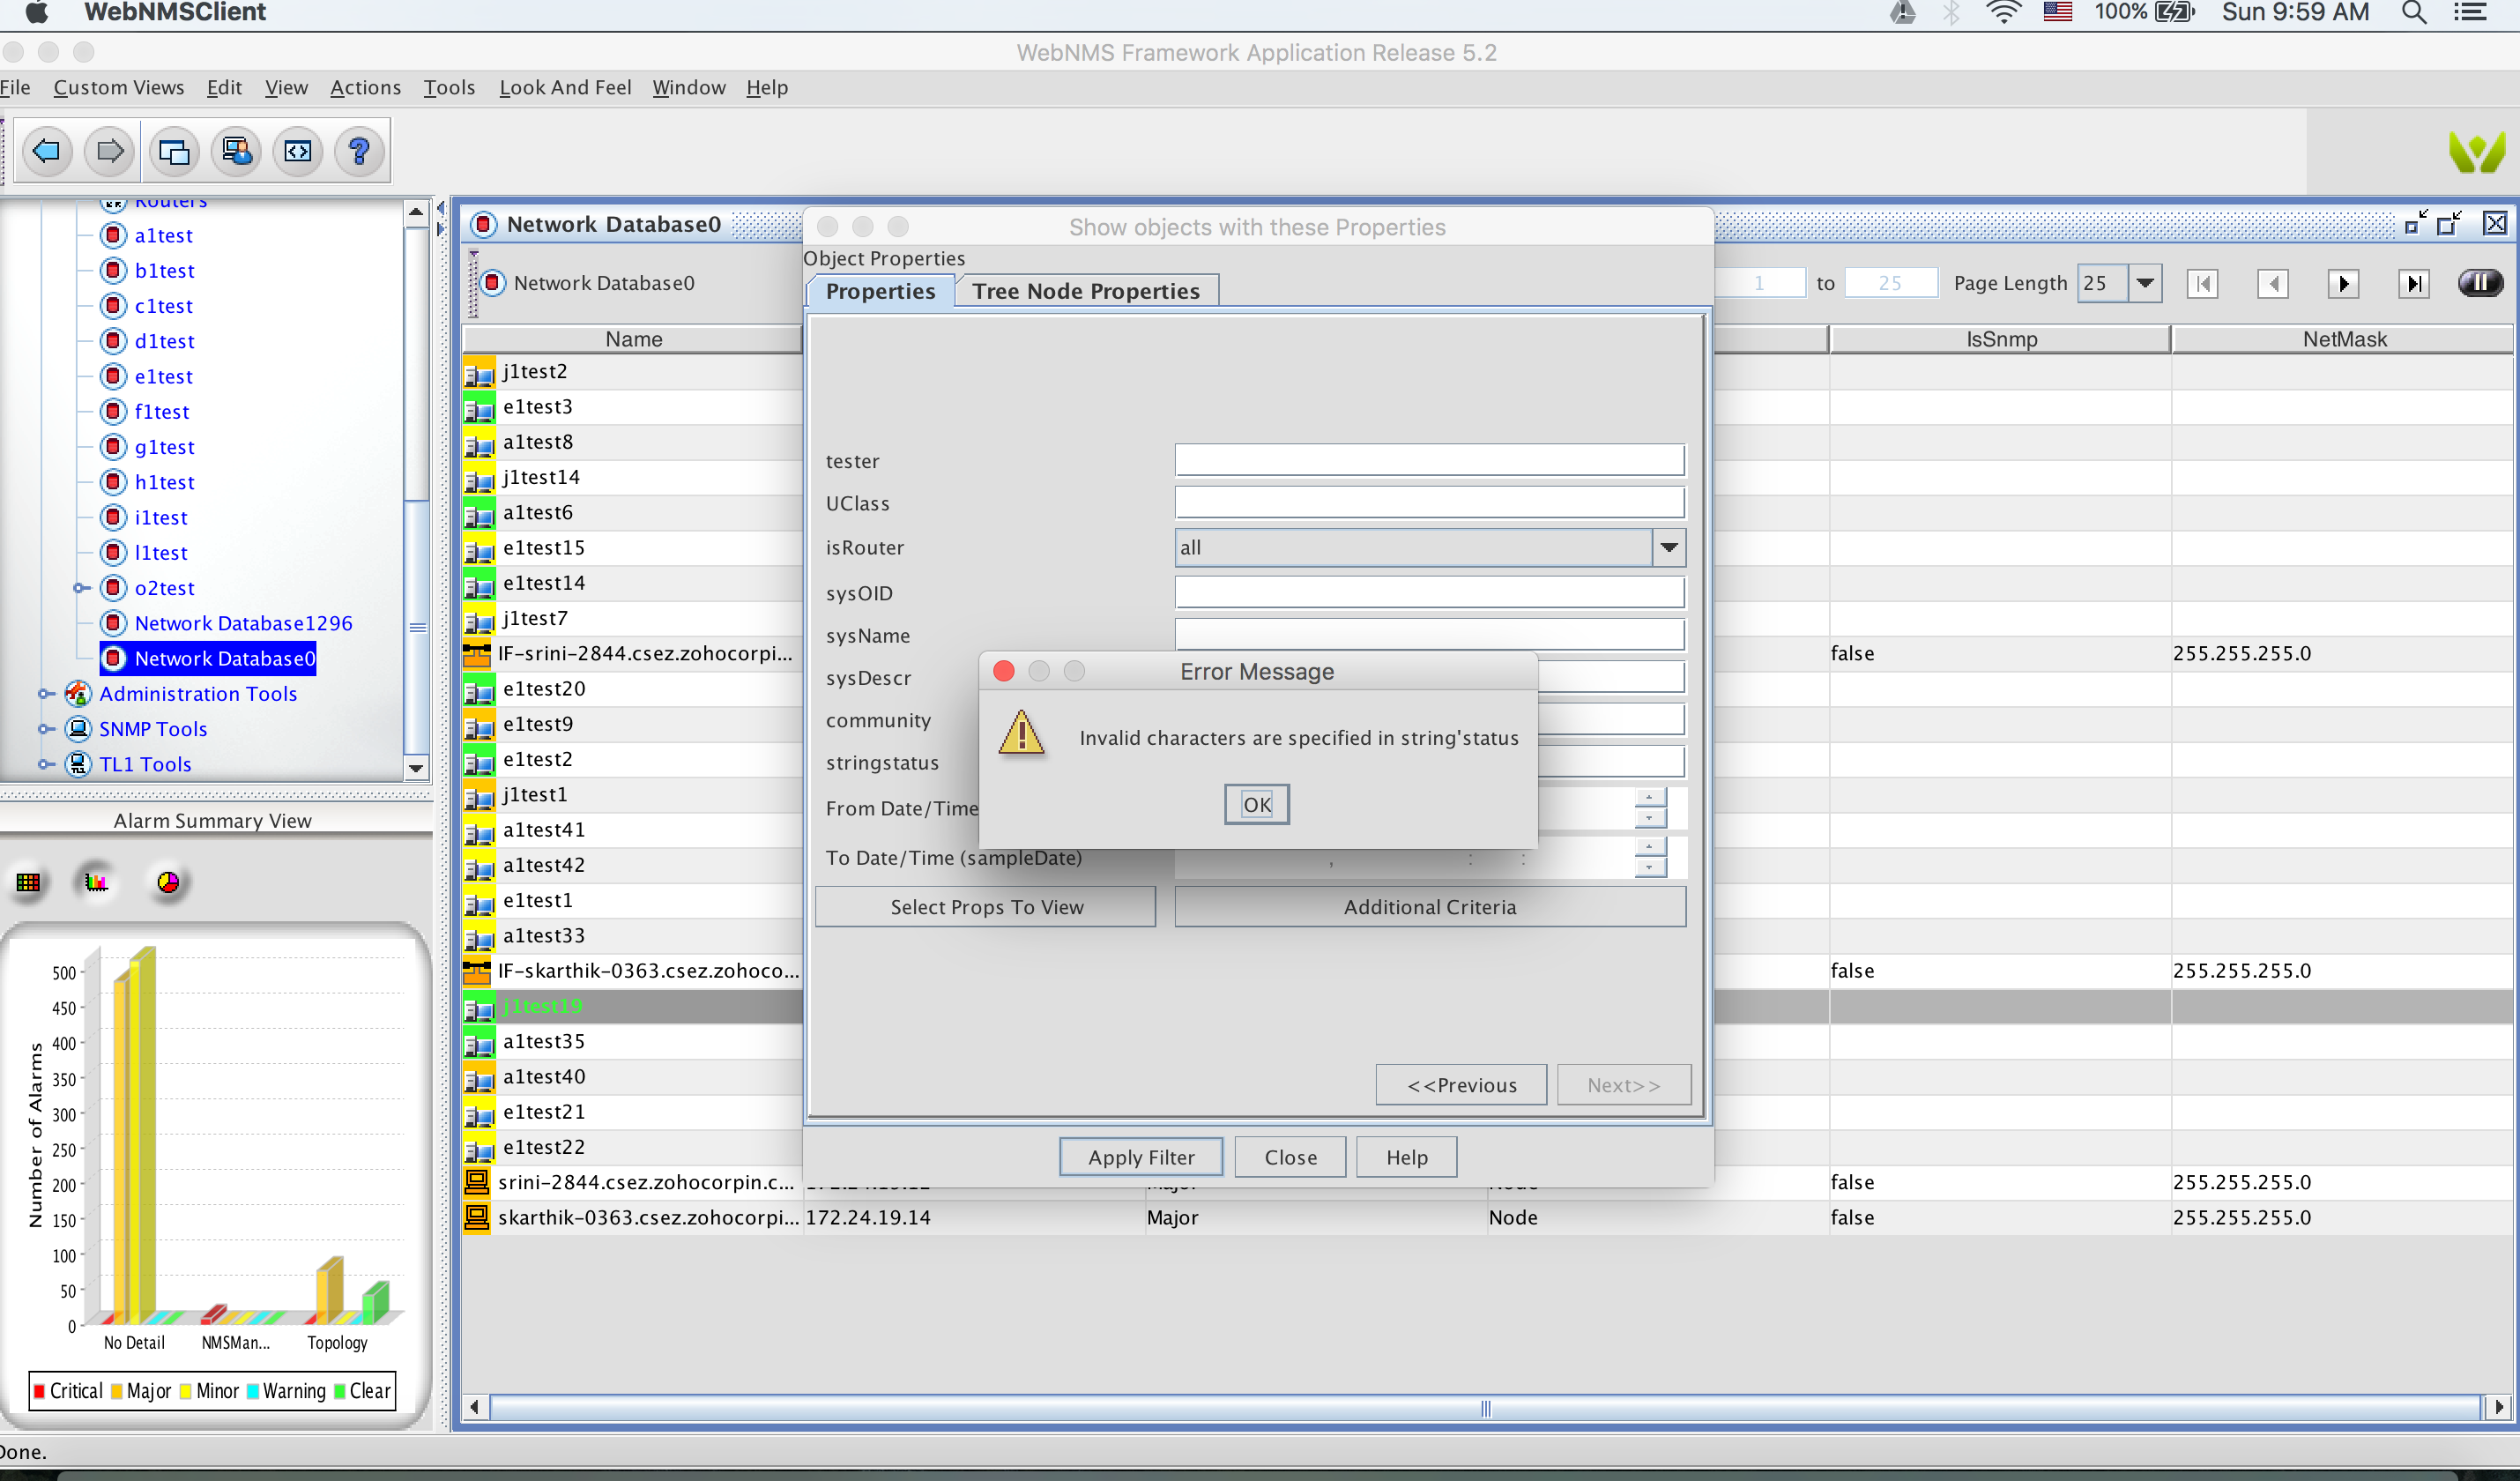 WebNMSClient
100%
Sun 9:59 AM
WebNMS Framework Application Release 5.2
File Custom Views Edit View Actions Tools Look And Feel Window Help
Routers
a1test
b1test
c1test
d1test
e1test
f1test
g1test
h1test
i1test
l1test
o2test
Network Database1296
Network Database0
Administration Tools
SNMP Tools
TL1 Tools
Alarm Summary View
Number of Alarms
500
450
400
350
300
250
200
150
100
50
0
No Detail NMSMan... Topology
Critical Major Minor Warning Clear
Network Database0
Network Database0
1 to 25 Page Length 25
Name IsSnmp NetMask
j1test2
e1test3
a1test8
j1test14
a1test6
e1test15
e1test14
j1test7
IF-srini-2844.csez.zohocorpi... false 255.255.255.0
e1test20
e1test9
e1test2
j1test1
a1test41
a1test42
e1test1
a1test33
IF-skarthik-0363.csez.zohoco... false 255.255.255.0
j1test19
a1test35
a1test40
e1test21
e1test22
srini-2844.csez.zohocorpin.c... false 255.255.255.0
skarthik-0363.csez.zohocorpi... 172.24.19.14 Major Node false 255.255.255.0
Show objects with these Properties
Object Properties
Properties Tree Node Properties
tester
UClass
isRouter all
sysOID
sysName
sysDescr
community
stringstatus
From Date/Time
To Date/Time (sampleDate) , : :
Select Props To View Additional Criteria
<<Previous Next>>
Apply Filter Close Help
Error Message
Invalid characters are specified in string'status
OK
Done.